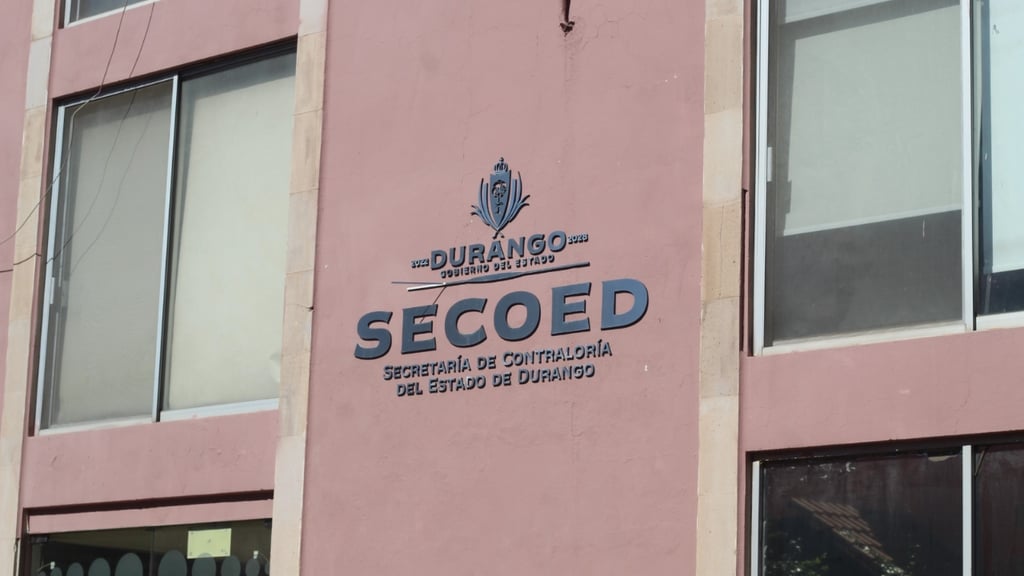 2022 DURANGO 2028
GOBIERNO DEL ESTADO
SECOED
SECRETARÍA DE CONTRALORÍA
DEL ESTADO DE DURANGO